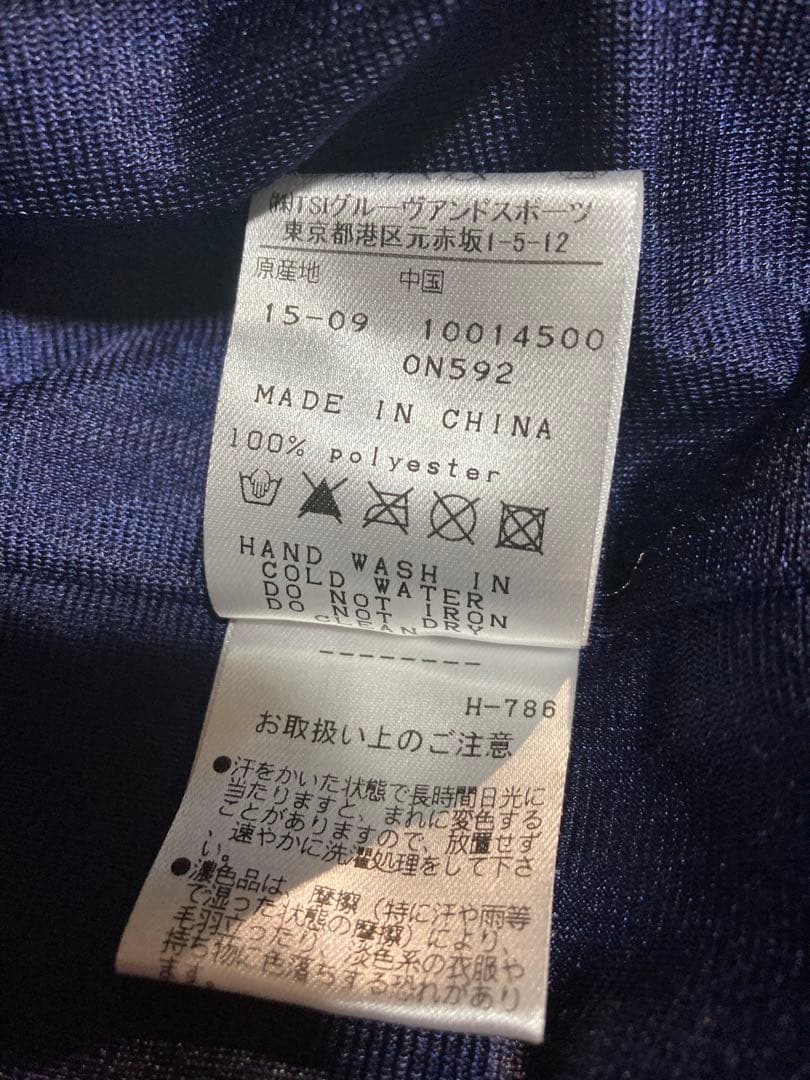 ㈱TSIグルーヴアンドスポーツ
東京都港区元赤坂1-5-12
原産地 中国
15-09 10014500
0N592
MADE IN CHINA
100% polyester
HAND WASH IN
COLD WATER
DO NOT IRON
DO NOT DRY
CLEAN
--------
H-786
お取扱い上のご注意
●汗をかいた状態で長時間日光に
当たりますと、まれに変色する
ことがありますので、放置せず
、速やかに洗濯処理をして下さ
い。
●濃色品は、摩擦（特に汗や雨等
で湿った状態の摩擦）により、
毛羽立ったり、淡色系の衣服や
持ち物に色落ちする恐れがあり
ま